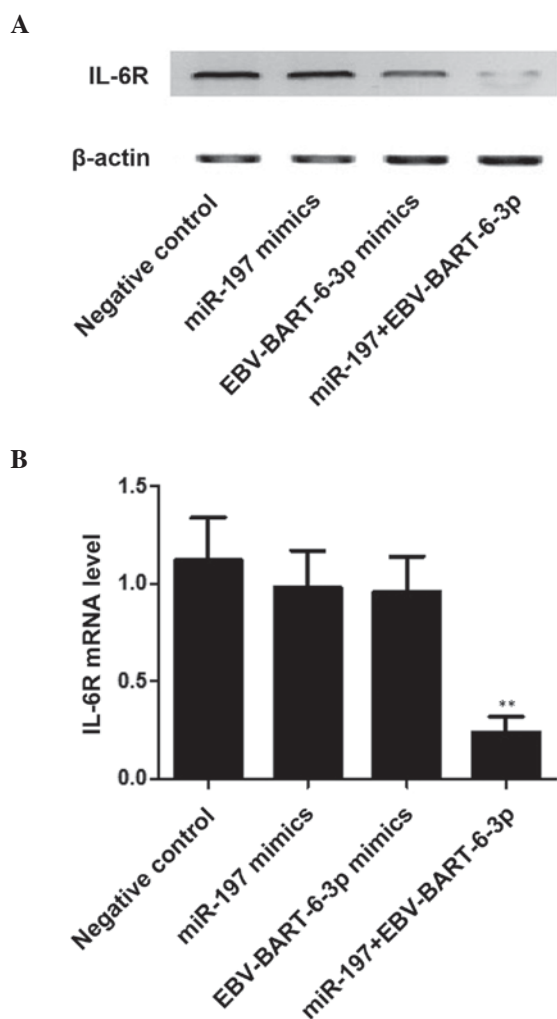 A
IL-6R
β-actin
Negative control
miR-197 mimics
EBV-BART-6-3p mimics
miR-197+EBV-BART-6-3p
B
IL-6R mRNA level
1.5
1.0
0.5
0.0
**
Negative control
miR-197 mimics
EBV-BART-6-3p mimics
miR-197+EBV-BART-6-3p